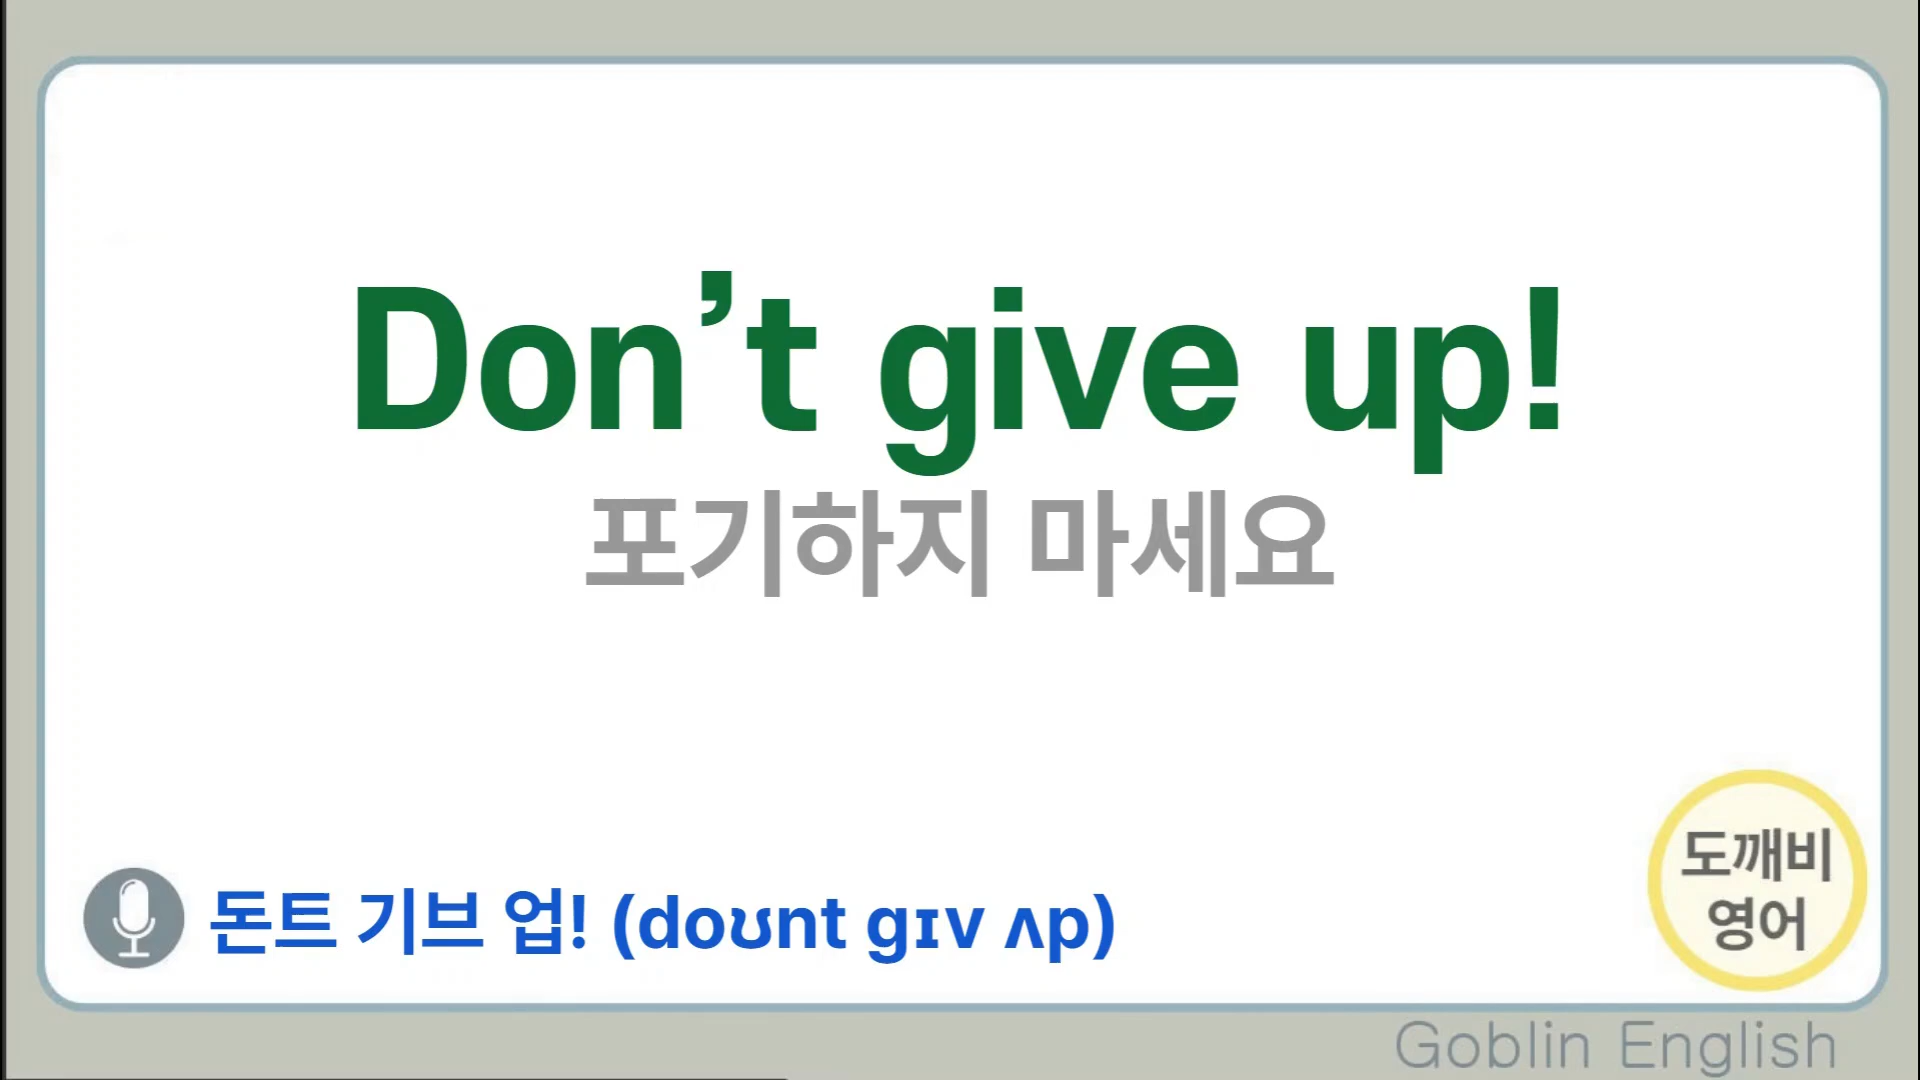 Don’t give up!
포기하지 마세요
돈트 기브 업! (doʊnt gɪv ʌp)
도깨비
영어
Goblin English